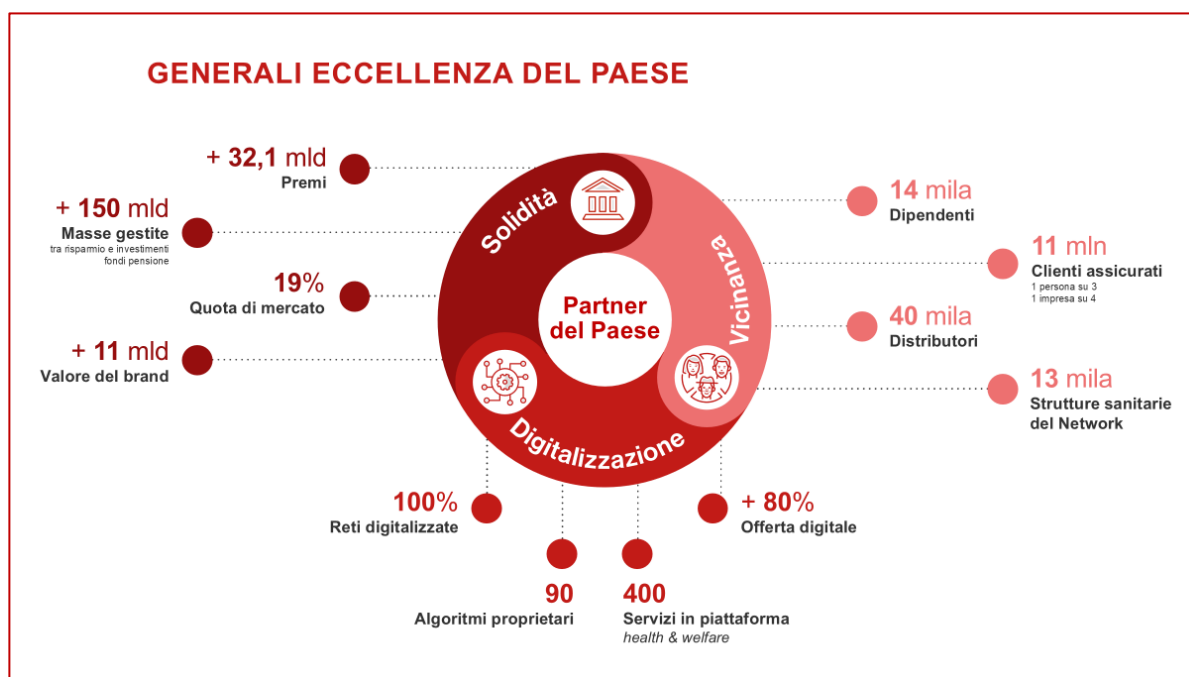 GENERALI ECCELLENZA DEL PAESE
+ 32,1 mld
Premi
+ 150 mld
Masse gestite
tra risparmio e investimenti
fondi pensione
19%
Quota di mercato
+ 11 mld
Valore del brand
Solidità
Vicinanza
Digitalizzazione
Partner
del Paese
14 mila
Dipendenti
11 mln
Clienti assicurati
1 persona su 3
1 impresa su 4
40 mila
Distributori
13 mila
Strutture sanitarie
del Network
100%
Reti digitalizzate
90
Algoritmi proprietari
400
Servizi in piattaforma
health & welfare
+ 80%
Offerta digitale